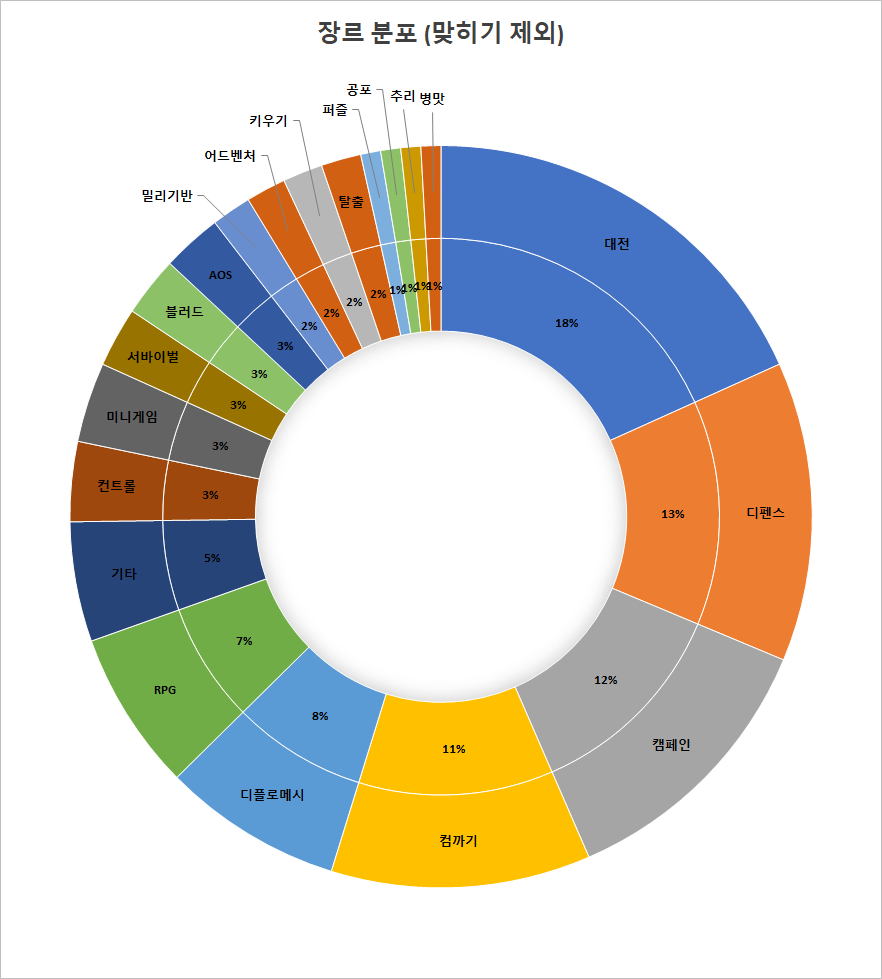 장르 분포 (맞히기 제외)
대전
18%
디펜스
13%
캠페인
12%
컴까기
11%
디플로메시
8%
RPG
7%
기타
5%
컨트롤
3%
미니게임
3%
서바이벌
3%
블러드
3%
AOS
3%
밀리기반
2%
어드벤처
2%
키우기
2%
탈출
2%
퍼즐
1%
공포
1%
추리
1%
병맛
1%